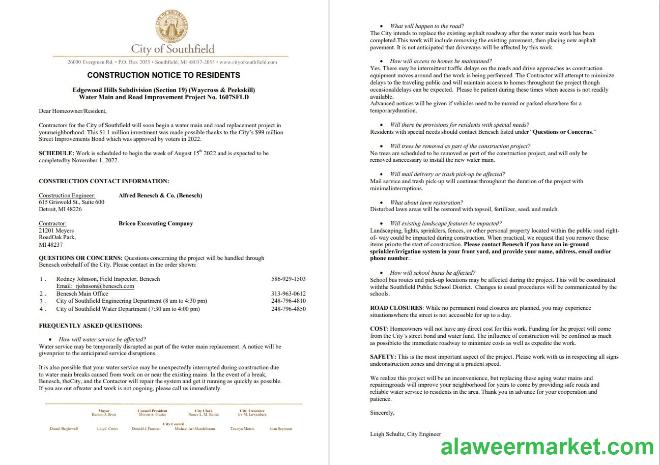 City of Southfield
26000 Evergreen Rd. • P.O. Box 2055 • Southfield, MI 48037-2055 • www.cityofsouthfield.com
CONSTRUCTION NOTICE TO RESIDENTS
Edgewood Hills Subdivision (Section 19) (Waycross & Peekskill)
Water Main and Road Improvement Project No. 1607SFLD
Dear Homeowner/Resident,
Contractors for the City of Southfield will soon begin a water main and road replacement project in
yourneighborhood. This $1.1 million investment was made possible thanks to the City's $99 million
Street Improvements Bond which was approved by voters in 2022.
SCHEDULE: Work is scheduled to begin the week of August 15th 2022 and is expected to be
completedby November 1, 2022.
CONSTRUCTION CONTACT INFORMATION:
Construction Engineer: Alfred Benesch & Co. (Benesch)
615 Griswold St., Suite 600
Detroit, MI 48226
Contractor: Bricco Excavating Company
21201 Meyers
RoadOak Park,
MI 48237
QUESTIONS OR CONCERNS: Questions concerning the project will be handled through
Benesch onbehalf of the City. Please contact in the order shown:
1. Rodney Johnson, Field Inspector, Benesch 586-929-1503
Email: rjohnson@benesch.com
2. Benesch Main Office 313-963-0612
3. City of Southfield Engineering Department (8 am to 4:30 pm) 248-796-4810
4. City of Southfield Water Department (7:30 am to 4:00 pm) 248-796-4850
FREQUENTLY ASKED QUESTIONS:
• How will water service be affected?
Water service may be temporarily disrupted as part of the water main replacement. A notice will be
givenprior to the anticipated service disruptions.
It is also possible that your water service may be unexpectedly interrupted during construction due
to water main breaks caused from work on or near the existing mains. In the event of a break,
Benesch, theCity, and the Contractor will repair the system and get it running as quickly as possible.
If you are out ofwater and work is not ongoing, please call us immediately.
Mayor Council President City Clerk City Treasurer
City Council
• What will happen to the road?
The City intends to replace the existing asphalt roadway after the water main work has been
completed.This work will include removing the existing pavement, then placing new asphalt
pavement. It is not anticipated that driveways will be affected by this work.
• How will access to homes be maintained?
Yes. There may be intermittent traffic delays on the roads and drive approaches as construction
equipment moves around and the work is being performed. The Contractor will attempt to minimize
delays to the traveling public and will maintain access to homes throughout the project though
occasionaldelays can be expected. Please be patient during these times when access is not readily
available.
Advanced notices will be given if vehicles need to be moved or parked elsewhere for a
temporaryduration.
• Will there be provisions for residents with special needs?
Residents with special needs should contact Benesch listed under "Questions or Concerns."
• Will trees be removed as part of the construction project?
No trees are scheduled to be removed as part of the construction project, and will only be
removed asnecessary to install the new water main.
• Will mail delivery or trash pick-up be affected?
Mail service and trash pick-up will continue throughout the duration of the project with
minimalinterruptions.
• What about lawn restoration?
Disturbed lawn areas will be restored with topsoil, fertilizer, seed, and mulch.
• Will existing landscape features be impacted?
Landscaping, lights, sprinklers, fences, or other personal property located within the public road right-
of- way could be impacted during construction. When practical, we request that you remove these
items priorto the start of construction. Please contact Benesch if you have an in-ground
sprinkler/irrigation system in your front yard, and provide your name, address, email and/or
phone number.
• How will school buses be affected?
School bus routes and pick-up locations may be affected during the project. This will be coordinated
withthe Southfield Public School District. Changes to usual procedures will be communicated by the
schools.
ROAD CLOSURES: While no permanent road closures are planned, you may experience
situationswhere the street is not accessible for up to a day.
COST: Homeowners will not have any direct cost for this work. Funding for the project will come
from the City's street bond and water fund. The influence of construction will be confined as much
as possibleto the immediate roadway to minimize costs as well as expedite the work.
SAFETY: This is the most important aspect of the project. Please work with us in respecting all signs
andconstruction zones and driving at a prudent speed.
We realize this project will be an inconvenience, but replacing these aging water mains and
repairingroads will improve your neighborhood for years to come by providing safe roads and
reliable water service to residents in the area. Thank you in advance for your cooperation and
patience.
Sincerely,
Leigh Schultz, City Engineer
alaweermarket.com